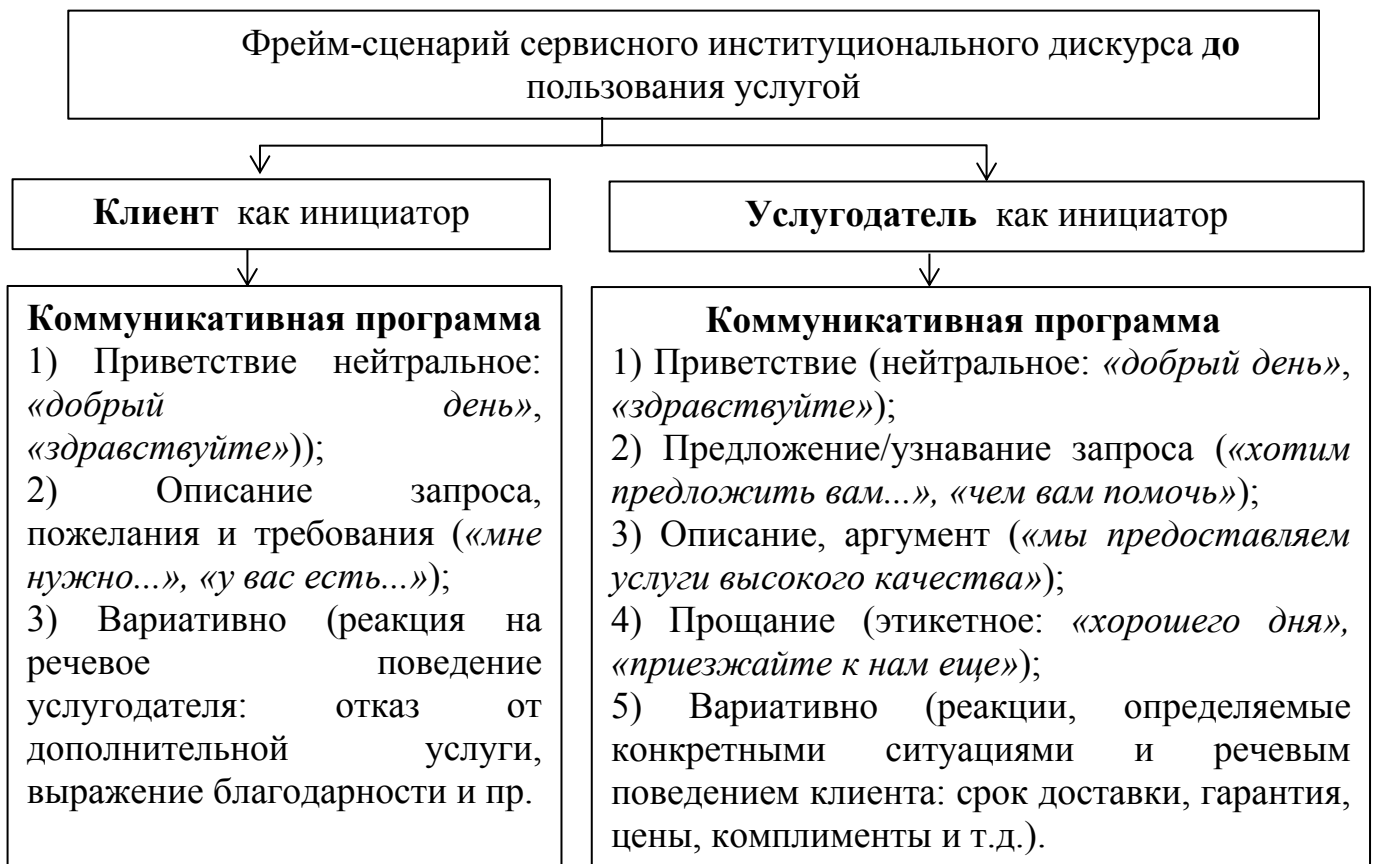 Фрейм-сценарий сервисного институционального дискурса до
пользования услугой
Клиент как инициатор
Услугодатель как инициатор
Коммуникативная программа
1) Приветствие нейтральное:
«добрый день»,
«здравствуйте»));
2) Описание запроса,
пожелания и требования («мне
нужно...», «у вас есть...»);
3) Вариативно (реакция на
речевое поведение
услугодателя: отказ от
дополнительной услуги,
выражение благодарности и пр.
Коммуникативная программа
1) Приветствие (нейтральное: «добрый день»,
«здравствуйте»);
2) Предложение/узнавание запроса («хотим
предложить вам...», «чем вам помочь»);
3) Описание, аргумент («мы предоставляем
услуги высокого качества»);
4) Прощание (этикетное: «хорошего дня»,
«приезжайте к нам еще»);
5) Вариативно (реакции, определяемые
конкретными ситуациями и речевым
поведением клиента: срок доставки, гарантия,
цены, комплименты и т.д.).